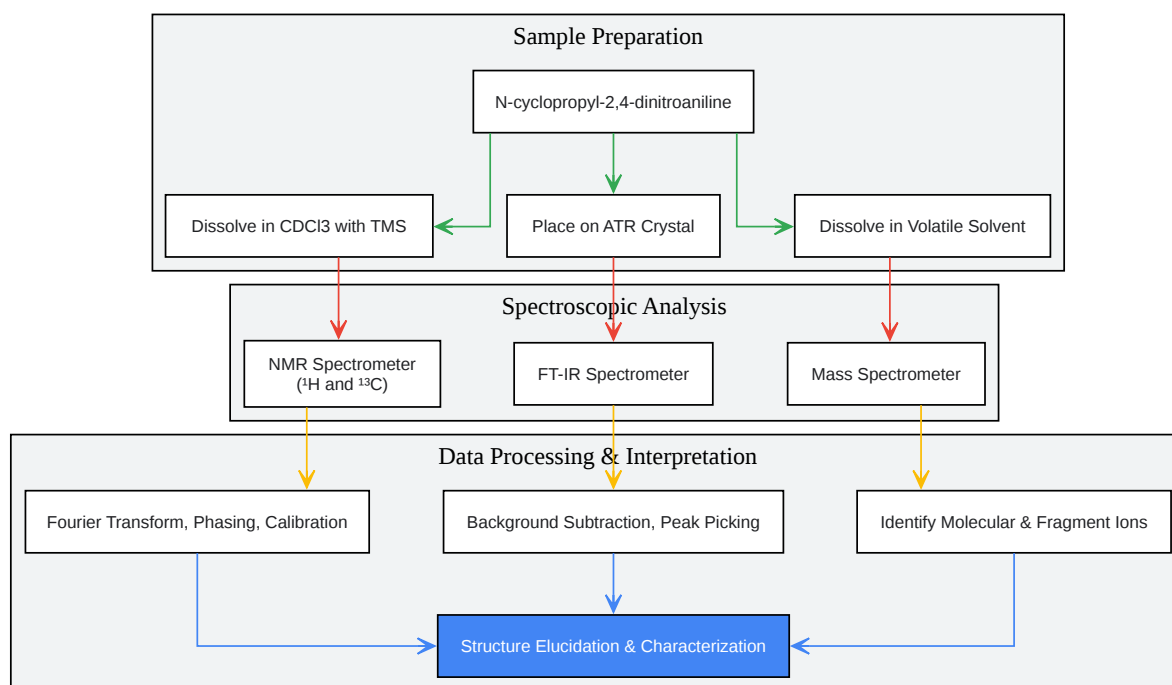 Sample Preparation
N-cyclopropyl-2,4-dinitroaniline
Dissolve in CDCl3 with TMS
Place on ATR Crystal
Dissolve in Volatile Solvent
Spectroscopic Analysis
NMR Spectrometer
(¹H and ¹³C)
FT-IR Spectrometer
Mass Spectrometer
Data Processing & Interpretation
Fourier Transform, Phasing, Calibration
Background Subtraction, Peak Picking
Identify Molecular & Fragment Ions
Structure Elucidation & Characterization